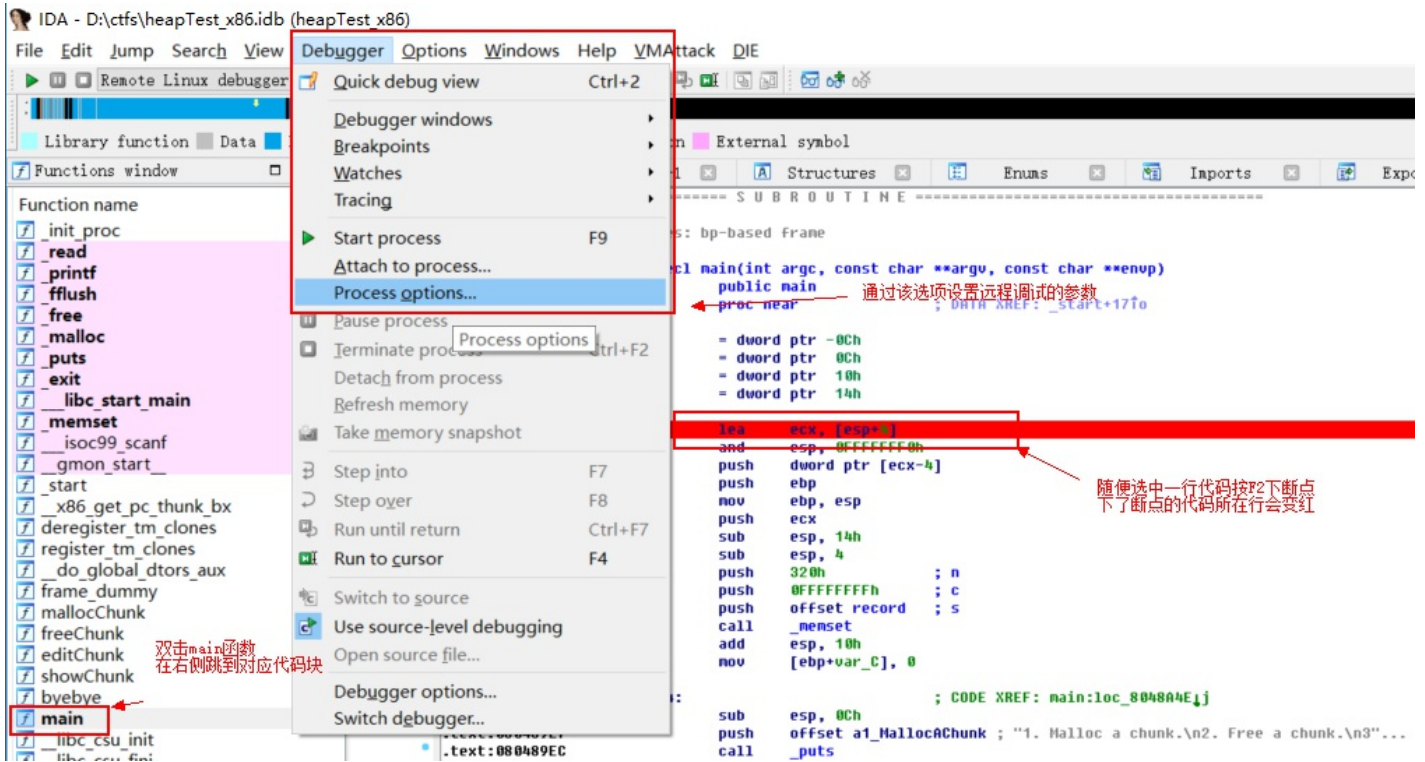 IDA - D:\ctfs\heapTest_x86.idb (heapTest_x86)
File Edit Jump Search View Debugger Options Windows Help VMAttack DIE
Remote Linux debugger
Quick debug view Ctrl+2
Debugger windows
Breakpoints
Watches
Tracing
Start process F9
Attach to process...
Process options...
Pause process
Process options
Terminate process Ctrl+F2
Detach from process
Refresh memory
Take memory snapshot
Step into F7
Step over F8
Run until return Ctrl+F7
Run to cursor F4
Switch to source
Use source-level debugging
Open source file...
Debugger options...
Switch debugger...
Library function Data External symbol
Functions window Structures Enums Imports
Function name
_init_proc
_read
_printf
_fflush
_free
_malloc
_puts
_exit
___libc_start_main
_memset
___isoc99_scanf
__gmon_start__
_start
__x86_get_pc_thunk_bx
deregister_tm_clones
register_tm_clones
__do_global_dtors_aux
frame_dummy
mallocChunk
freeChunk
editChunk
showChunk
byebye
main
__libc_csu_init
__libc_csu_fini
双击main函数
在右侧跳到对应代码块
======= S U B R O U T I N E =======================================
s: bp-based frame
cl main(int argc, const char **argv, const char **envp)
public main
proc near ; DATA XREF: _start+17↑o
通过该选项设置远程调试的参数
= dword ptr -0Ch
= dword ptr 0Ch
= dword ptr 10h
= dword ptr 14h
lea ecx, [esp+4]
and esp, 0FFFFFFF0h
push dword ptr [ecx-4]
push ebp
mov ebp, esp
push ecx
sub esp, 14h
sub esp, 4
push 320h ; n
push 0FFFFFFFFh ; c
push offset record ; s
call _memset
add esp, 10h
mov [ebp+var_C], 0
随便选中一行代码按F2下断点
下了断点的代码所在行会变红
: ; CODE XREF: main:loc_8048A4E↓j
sub esp, 0Ch
push offset a1_MallocAChunk ; "1. Malloc a chunk.\n2. Free a chunk.\n3"...
.text:080489EC call _puts